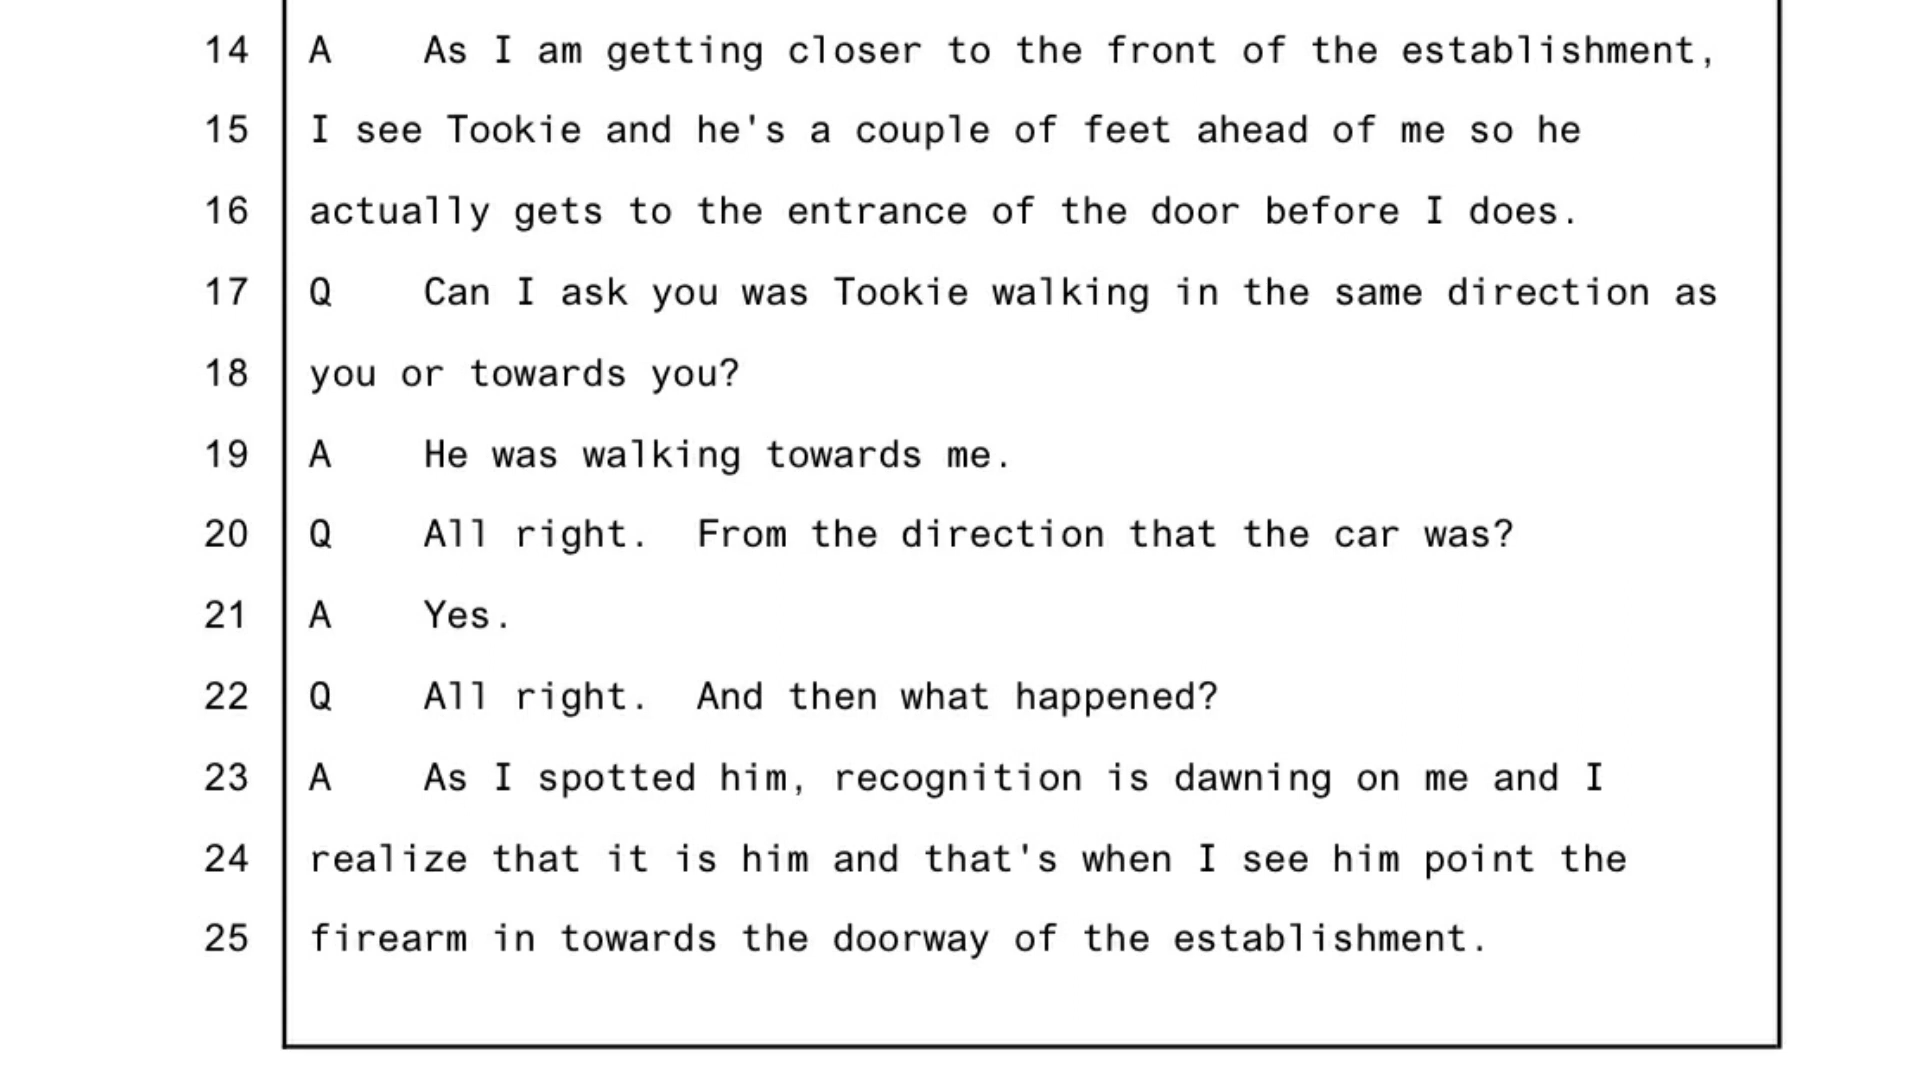 14 A As I am getting closer to the front of the establishment,
15 I see Tookie and he's a couple of feet ahead of me so he
16 actually gets to the entrance of the door before I does.
17 Q Can I ask you was Tookie walking in the same direction as
18 you or towards you?
19 A He was walking towards me.
20 Q All right. From the direction that the car was?
21 A Yes.
22 Q All right. And then what happened?
23 A As I spotted him, recognition is dawning on me and I
24 realize that it is him and that's when I see him point the
25 firearm in towards the doorway of the establishment.